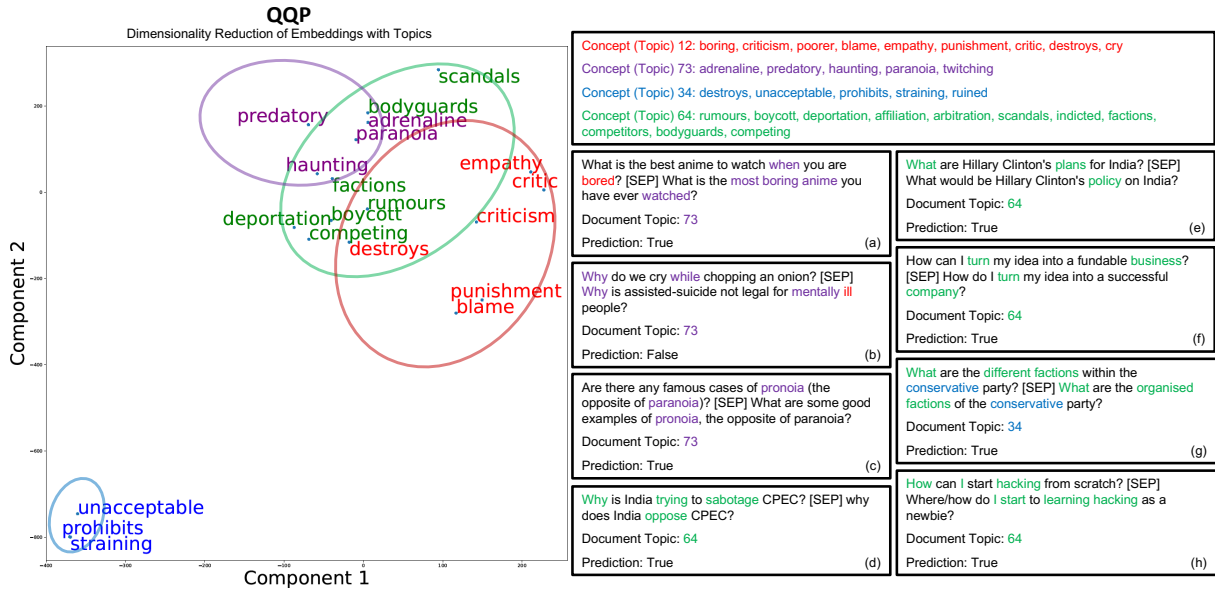 QQP
Dimensionality Reduction of Embeddings with Topics
Component 2
200
0
−200
−400
−600
−800
scandals
bodyguards
predatory
adrenaline
paranoia
haunting
empathy
critic
factions
rumours
deportation
boycott
criticism
competing
destroys
punishment
blame
unacceptable
prohibits
straining
−400
−300
−200
−100
0
100
200
Component 1
Concept (Topic) 12: boring, criticism, poorer, blame, empathy, punishment, critic, destroys, cry
Concept (Topic) 73: adrenaline, predatory, haunting, paranoia, twitching
Concept (Topic) 34: destroys, unacceptable, prohibits, straining, ruined
Concept (Topic) 64: rumours, boycott, deportation, affiliation, arbitration, scandals, indicted, factions,
competitors, bodyguards, competing
What is the best anime to watch when you are
bored? [SEP] What is the most boring anime you
have ever watched?
Document Topic: 73
Prediction: True
(a)
Why do we cry while chopping an onion? [SEP]
Why is assisted-suicide not legal for mentally ill
people?
Document Topic: 73
Prediction: False
(b)
Are there any famous cases of pronoia (the
opposite of paranoia)? [SEP] What are some good
examples of pronoia, the opposite of paranoia?
Document Topic: 73
Prediction: True
(c)
Why is India trying to sabotage CPEC? [SEP] why
does India oppose CPEC?
Document Topic: 64
Prediction: True
(d)
What are Hillary Clinton's plans for India? [SEP]
What would be Hillary Clinton's policy on India?
Document Topic: 64
Prediction: True
(e)
How can I turn my idea into a fundable business?
[SEP] How do I turn my idea into a successful
company?
Document Topic: 64
Prediction: True
(f)
What are the different factions within the
conservative party? [SEP] What are the organised
factions of the conservative party?
Document Topic: 34
Prediction: True
(g)
How can I start hacking from scratch? [SEP]
Where/how do I start to learning hacking as a
newbie?
Document Topic: 64
Prediction: True
(h)